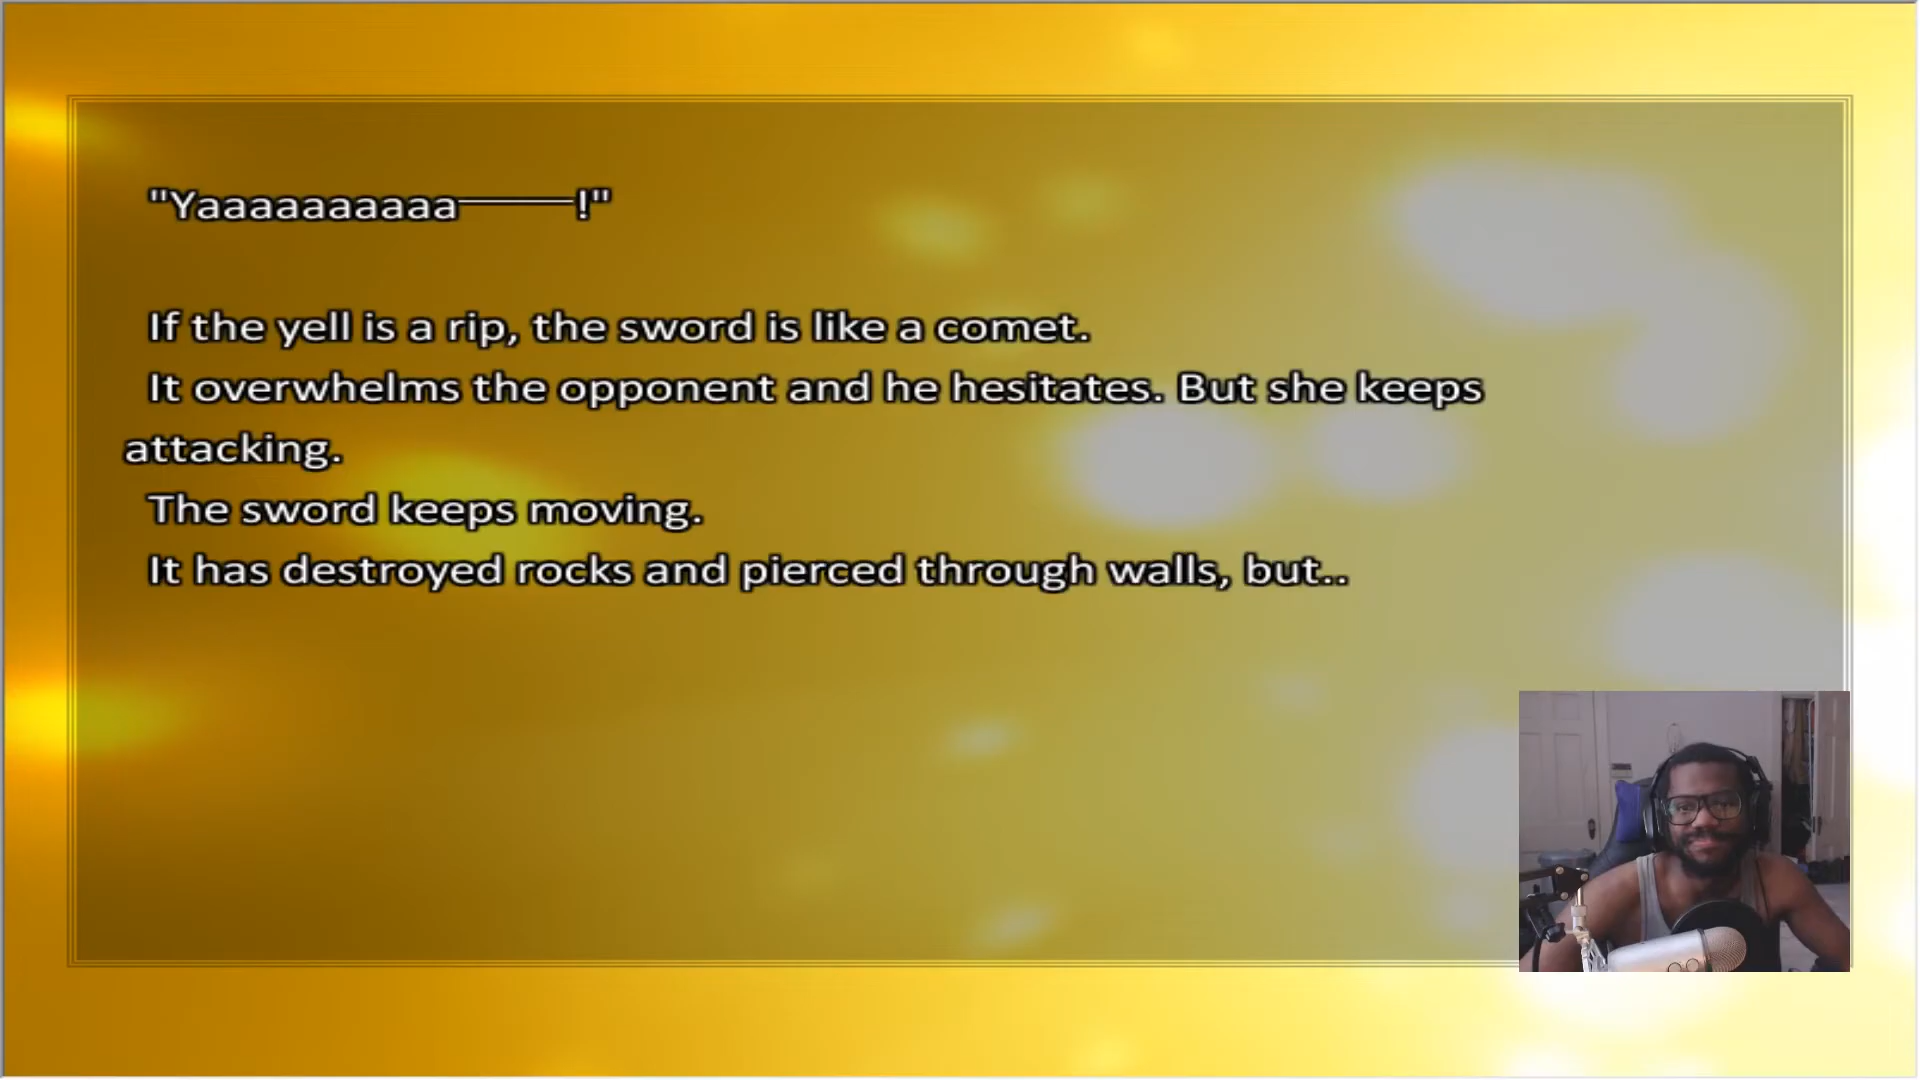 "Yaaaaaaaaaa―――!"
If the yell is a rip, the sword is like a comet.
It overwhelms the opponent and he hesitates. But she keeps
attacking.
The sword keeps moving.
It has destroyed rocks and pierced through walls, but..